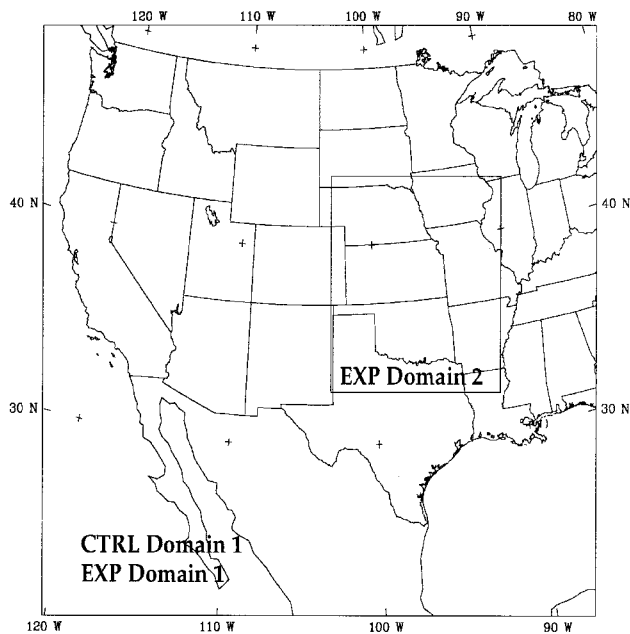 120 W 110 W 100 W 90 W 80 W
40 N 40 N
EXP Domain 2
30 N 30 N
CTRL Domain 1
EXP Domain 1
120 W 110 W 100 W 90 W